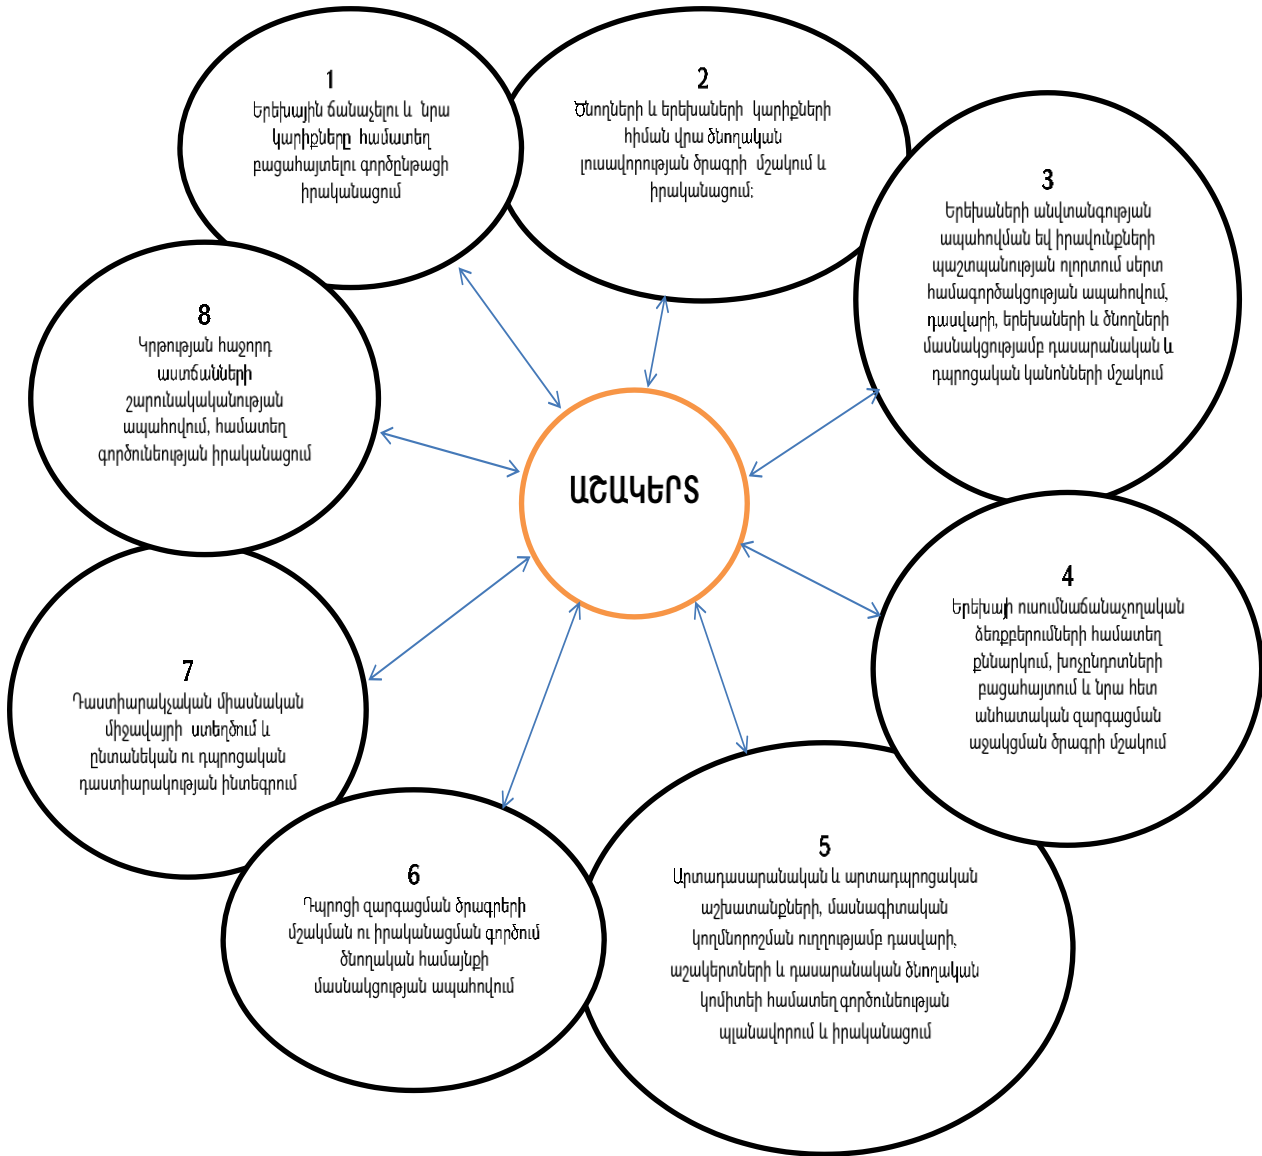 1
Երեխային ճանաչելու և նրա
կարիքները համատեղ
բացահայտելու գործընթացի
իրականացում
2
Ծնողների և երեխաների կարիքների
հիման վրա ծնողական
լուսավորության ծրագրի մշակում և
իրականացում:
3
Երեխաների անվտանգության
ապահովման եվ իրավունքների
պաշտպանության ոլորտում սերտ
համագործակցության ապահովում,
դասվարի, երեխաների և ծնողների
մասնակցությամբ դասարանական և
դպրոցական կանոնների մշակում
8
Կրթության հաջորդ
աստճանների
շարունակականության
ապահովում, համատեղ
գործունեության իրականացում
ԱՇԱԿԵՐՏ
4
Երեխայի ուսումնաճանաչողական
ձեռքբերումների համատեղ
քննարկում, խոչընդոտների
բացահայտում և նրա հետ
անհատական զարգացման
աջակցման ծրագրի մշակում
7
Դաստիարակչական միասնական
միջավայրի ստեղծում և
ընտանեկան ու դպրոցական
դաստիարակության ինտեգրում
5
Արտադասարանական և արտադպրոցական
աշխատանքների, մասնագիտական
կողմնորոշման ուղղությամբ դասվարի,
աշակերտների և դասարանական ծնողական
կոմիտեի համատեղ գործունեության
պլանավորում և իրականացում
6
Դպրոցի զարգացման ծրագրերի
մշակման ու իրականացման գործում
ծնողական համայնքի
մասնակցության ապահովում